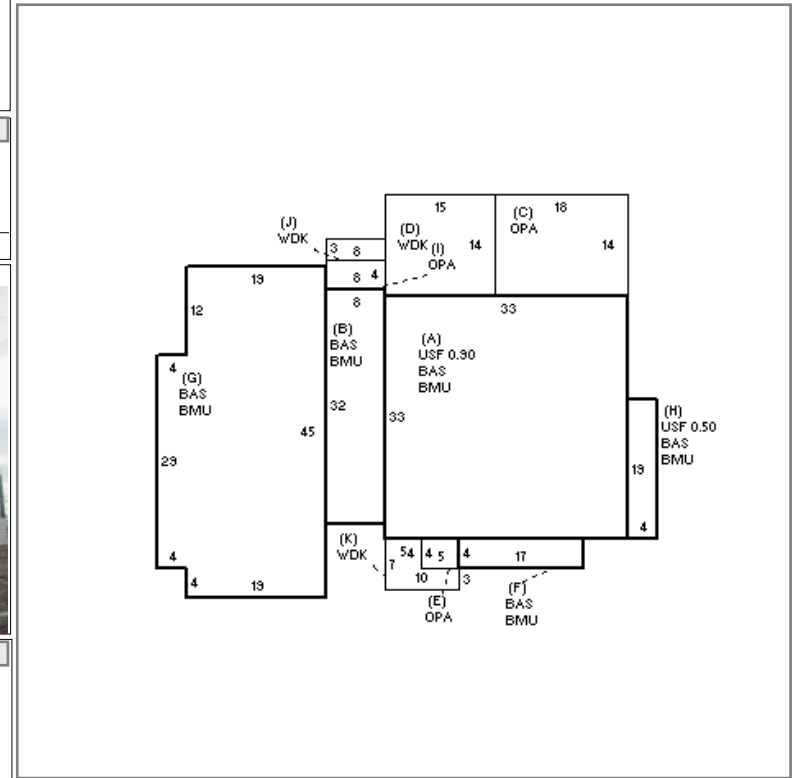 15
(C)
OPA
18
14
(D)
WDK
14
(J)
WDK
3
8
(I)
OPA
8
4
19
12
8
33
(B)
BAS
BMU
(A)
USF 0.90
BAS
BMU
4
(G)
BAS
BMU
32
33
45
(H)
USF 0.50
BAS
BMU
29
19
4
4
(K)
WDK
54
4
5
4
17
7
10
3
4
19
(E)
OPA
(F)
BAS
BMU